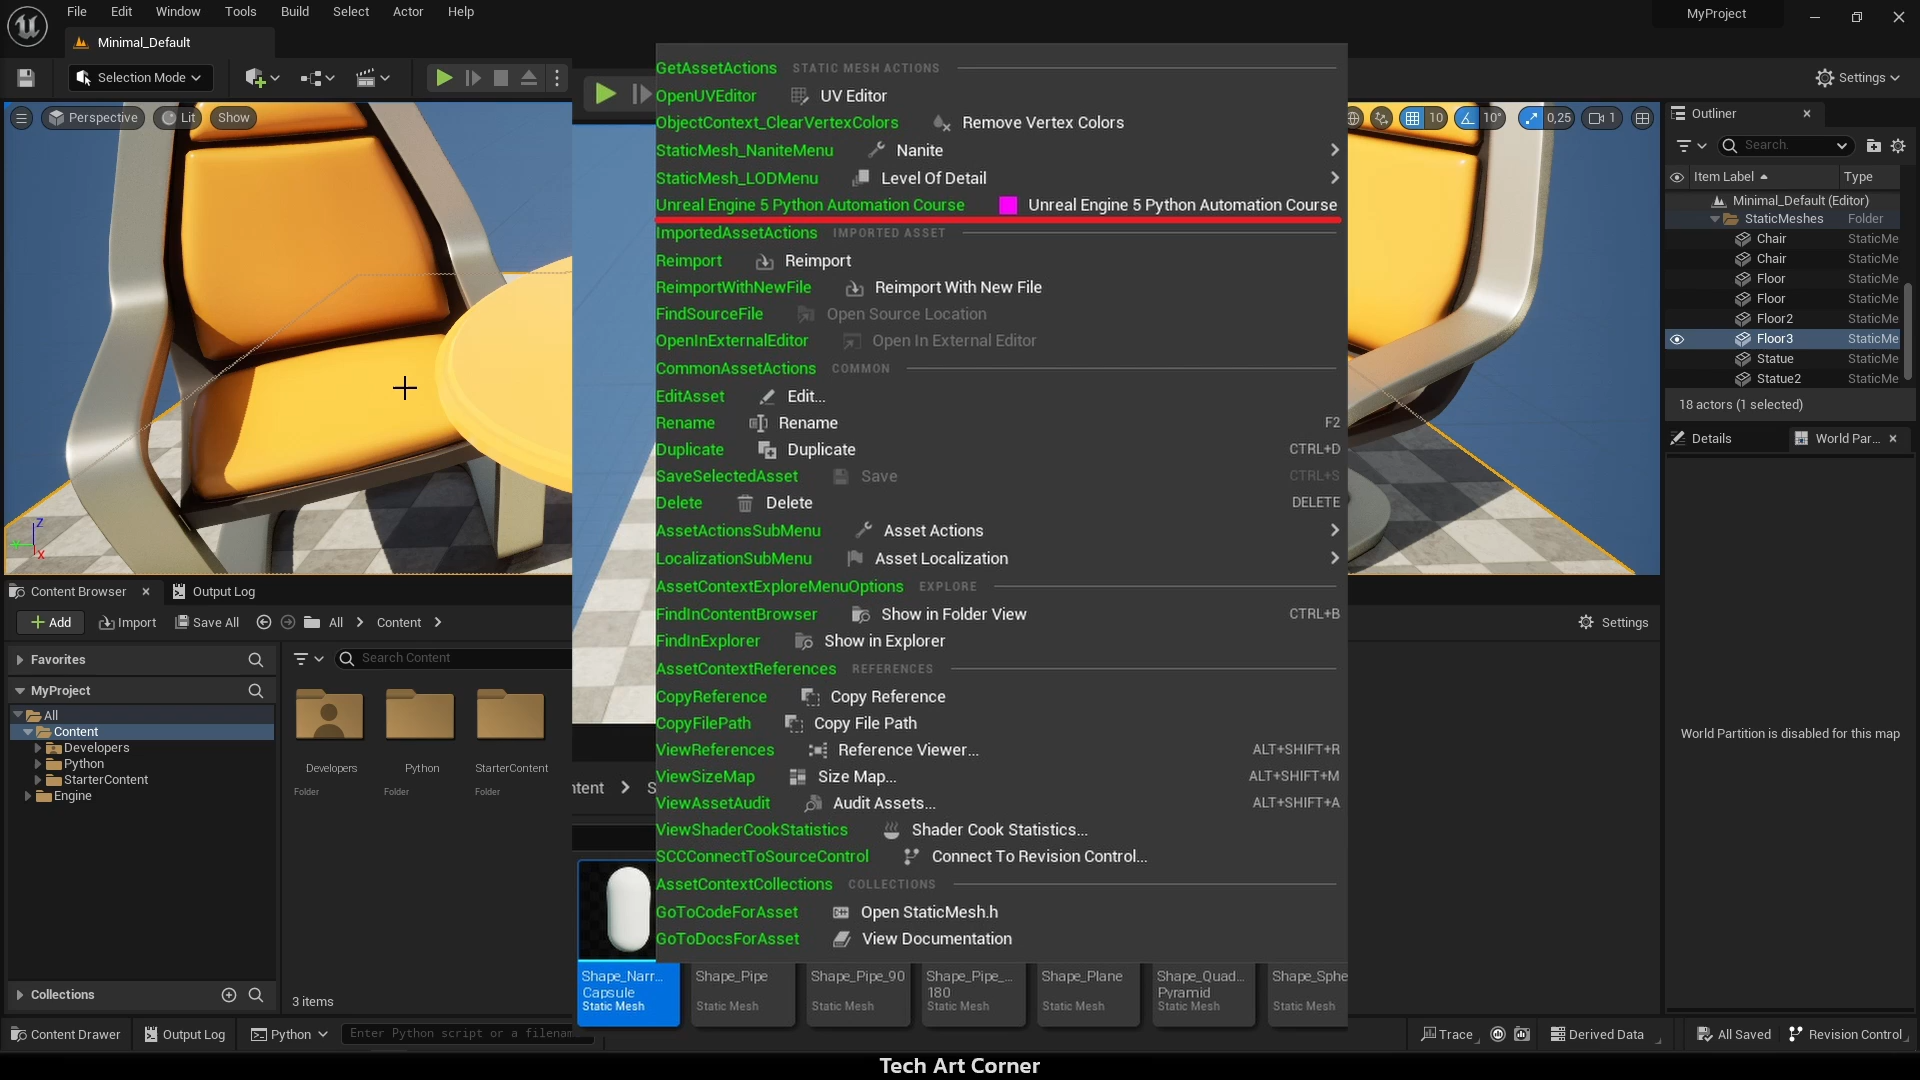 File Edit Window Tools Build Select Actor Help
MyProject
Minimal_Default
Selection Mode
Settings
Perspective Lit Show
10 10° 0,25 1
GetAssetActions STATIC MESH ACTIONS
OpenUVEditor UV Editor
ObjectContext_ClearVertexColors Remove Vertex Colors
StaticMesh_NaniteMenu Nanite
StaticMesh_LODMenu Level Of Detail
Unreal Engine 5 Python Automation Course Unreal Engine 5 Python Automation Course
ImportedAssetActions IMPORTED ASSET
Reimport Reimport
ReimportWithNewFile Reimport With New File
FindSourceFile Open Source Location
OpenInExternalEditor Open In External Editor
CommonAssetActions COMMON
EditAsset Edit...
Rename Rename F2
Duplicate Duplicate CTRL+D
SaveSelectedAsset Save CTRL+S
Delete Delete DELETE
AssetActionsSubMenu Asset Actions
LocalizationSubMenu Asset Localization
AssetContextExploreMenuOptions EXPLORE
FindInContentBrowser Show in Folder View CTRL+B
FindInExplorer Show in Explorer
AssetContextReferences REFERENCES
CopyReference Copy Reference
CopyFilePath Copy File Path
ViewReferences Reference Viewer... ALT+SHIFT+R
ViewSizeMap Size Map... ALT+SHIFT+M
ViewAssetAudit Audit Assets... ALT+SHIFT+A
ViewShaderCookStatistics Shader Cook Statistics...
SCCConnectToSourceControl Connect To Revision Control...
AssetContextCollections COLLECTIONS
GoToCodeForAsset Open StaticMesh.h
GoToDocsForAsset View Documentation
Outliner
Search.
Item Label Type
Minimal_Default (Editor)
StaticMeshes Folder
Chair StaticMe
Chair StaticMe
Floor StaticMe
Floor StaticMe
Floor2 StaticMe
Floor3 StaticMe
Statue StaticMe
Statue2 StaticMe
18 actors (1 selected)
Details World Par...
World Partition is disabled for this map
Z
X
Content Browser Output Log
Add Import Save All All Content
Settings
Favorites
Search Content
MyProject
All
Content
Developers
Python
StarterContent
Engine
Developers Python StarterContent
Folder Folder Folder
ntent S
Shape_Narr... Shape_Pipe Shape_Pipe_90 Shape_Pipe_... Shape_Plane Shape_Quad... Shape_Sphe
Capsule 180 Pyramid
Static Mesh Static Mesh Static Mesh Static Mesh Static Mesh Static Mesh Static Mesh
Collections
3 items
Content Drawer Output Log Python Enter Python script or a filenam
Trace Derived Data All Saved Revision Control
Tech Art Corner